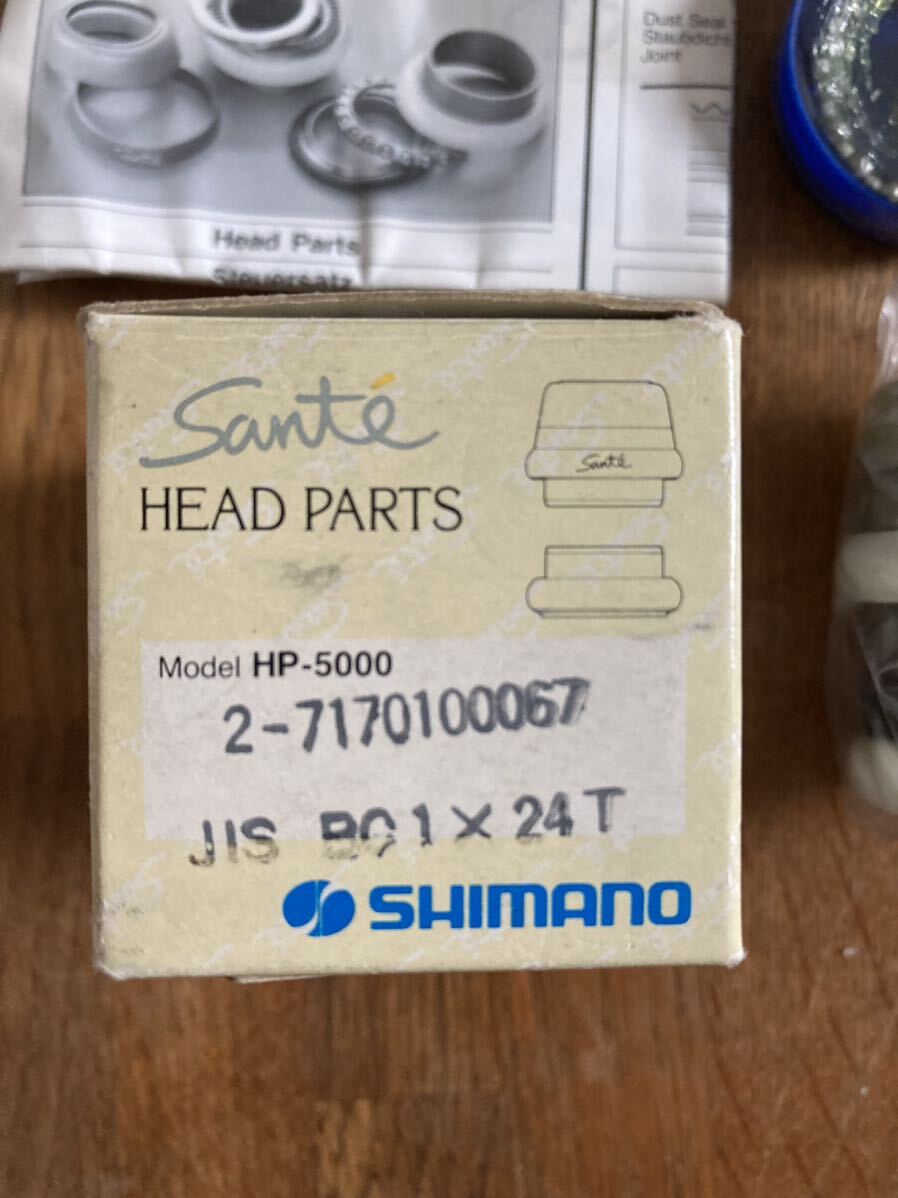 Dust Seal
Staubdicht
Joint
Head Parts
Steuersatz
Santé
HEAD PARTS
Santé
Model HP-5000
2-7170100067
JIS BC1 X 24T
SHIMANO